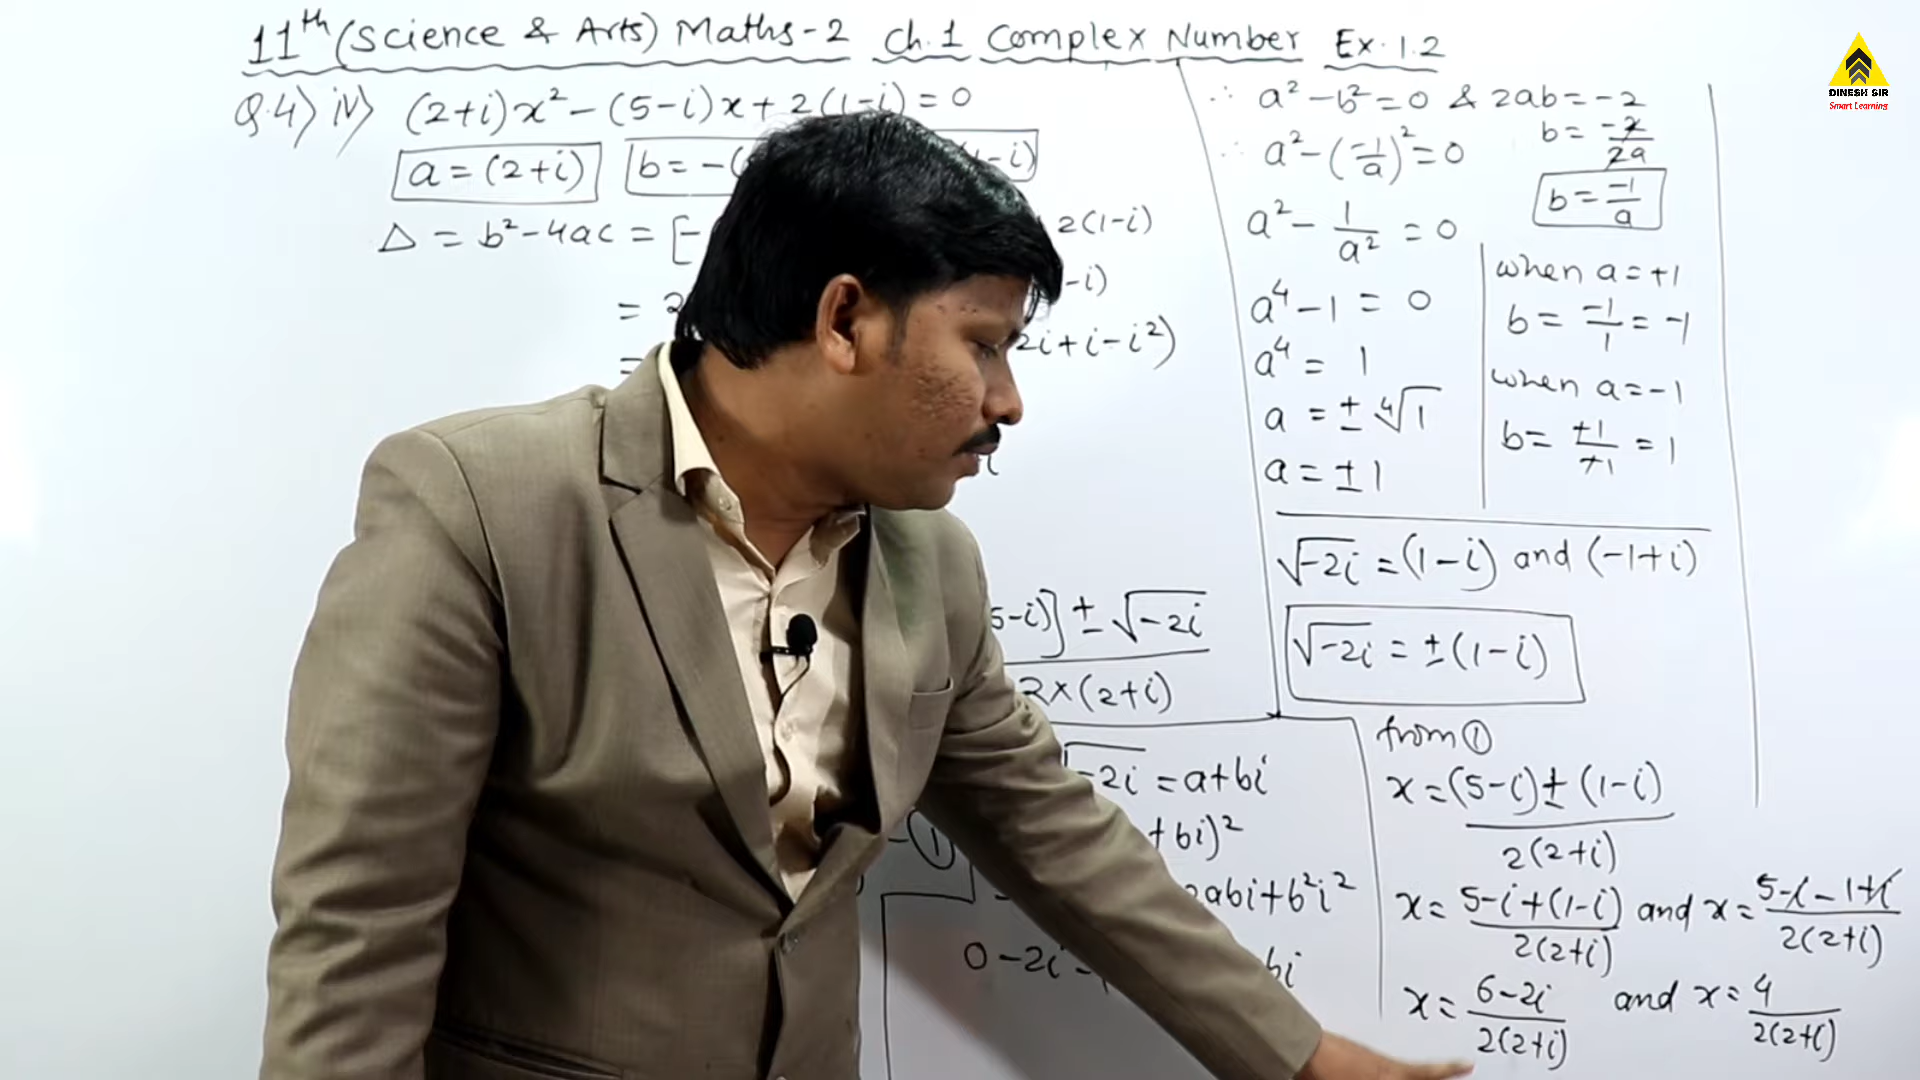 11th (Science & Arts) Maths-2 Ch.1 Complex Number Ex.1.2
DINESH SIR
Smart Learning
Q.4) iv) (2+i)x² - (5-i)x + 2(1-i) = 0
a = (2+i) b = -( -i)
Δ = b²-4ac = [- 2(1-i)
= 2 -i)
= 2i+i-i²)
5-i)] ± √-2i
2×(2+i)
√-2i = a+bi
①
+bi)²
2abi+b²i²
0-2i bi
∴ a²-b²=0 & 2ab=-2
∴ a²-(-1/a)²=0 b= -2/2a
b= -1/a
a² - 1/a² = 0
a⁴-1 = 0
a⁴ = 1
a = ± ∜1
a = ±1
when a=+1
b = -1/1 = -1
when a=-1
b= +1/+1 = 1
√-2i = (1-i) and (-1+i)
√-2i = ±(1-i)
from ①
x = (5-i)±(1-i)
2(2+i)
x = 5-i+(1-i) and x = 5-i-1+i
2(2+i) 2(2+i)
x = 6-2i and x = 4
2(2+i) 2(2+i)